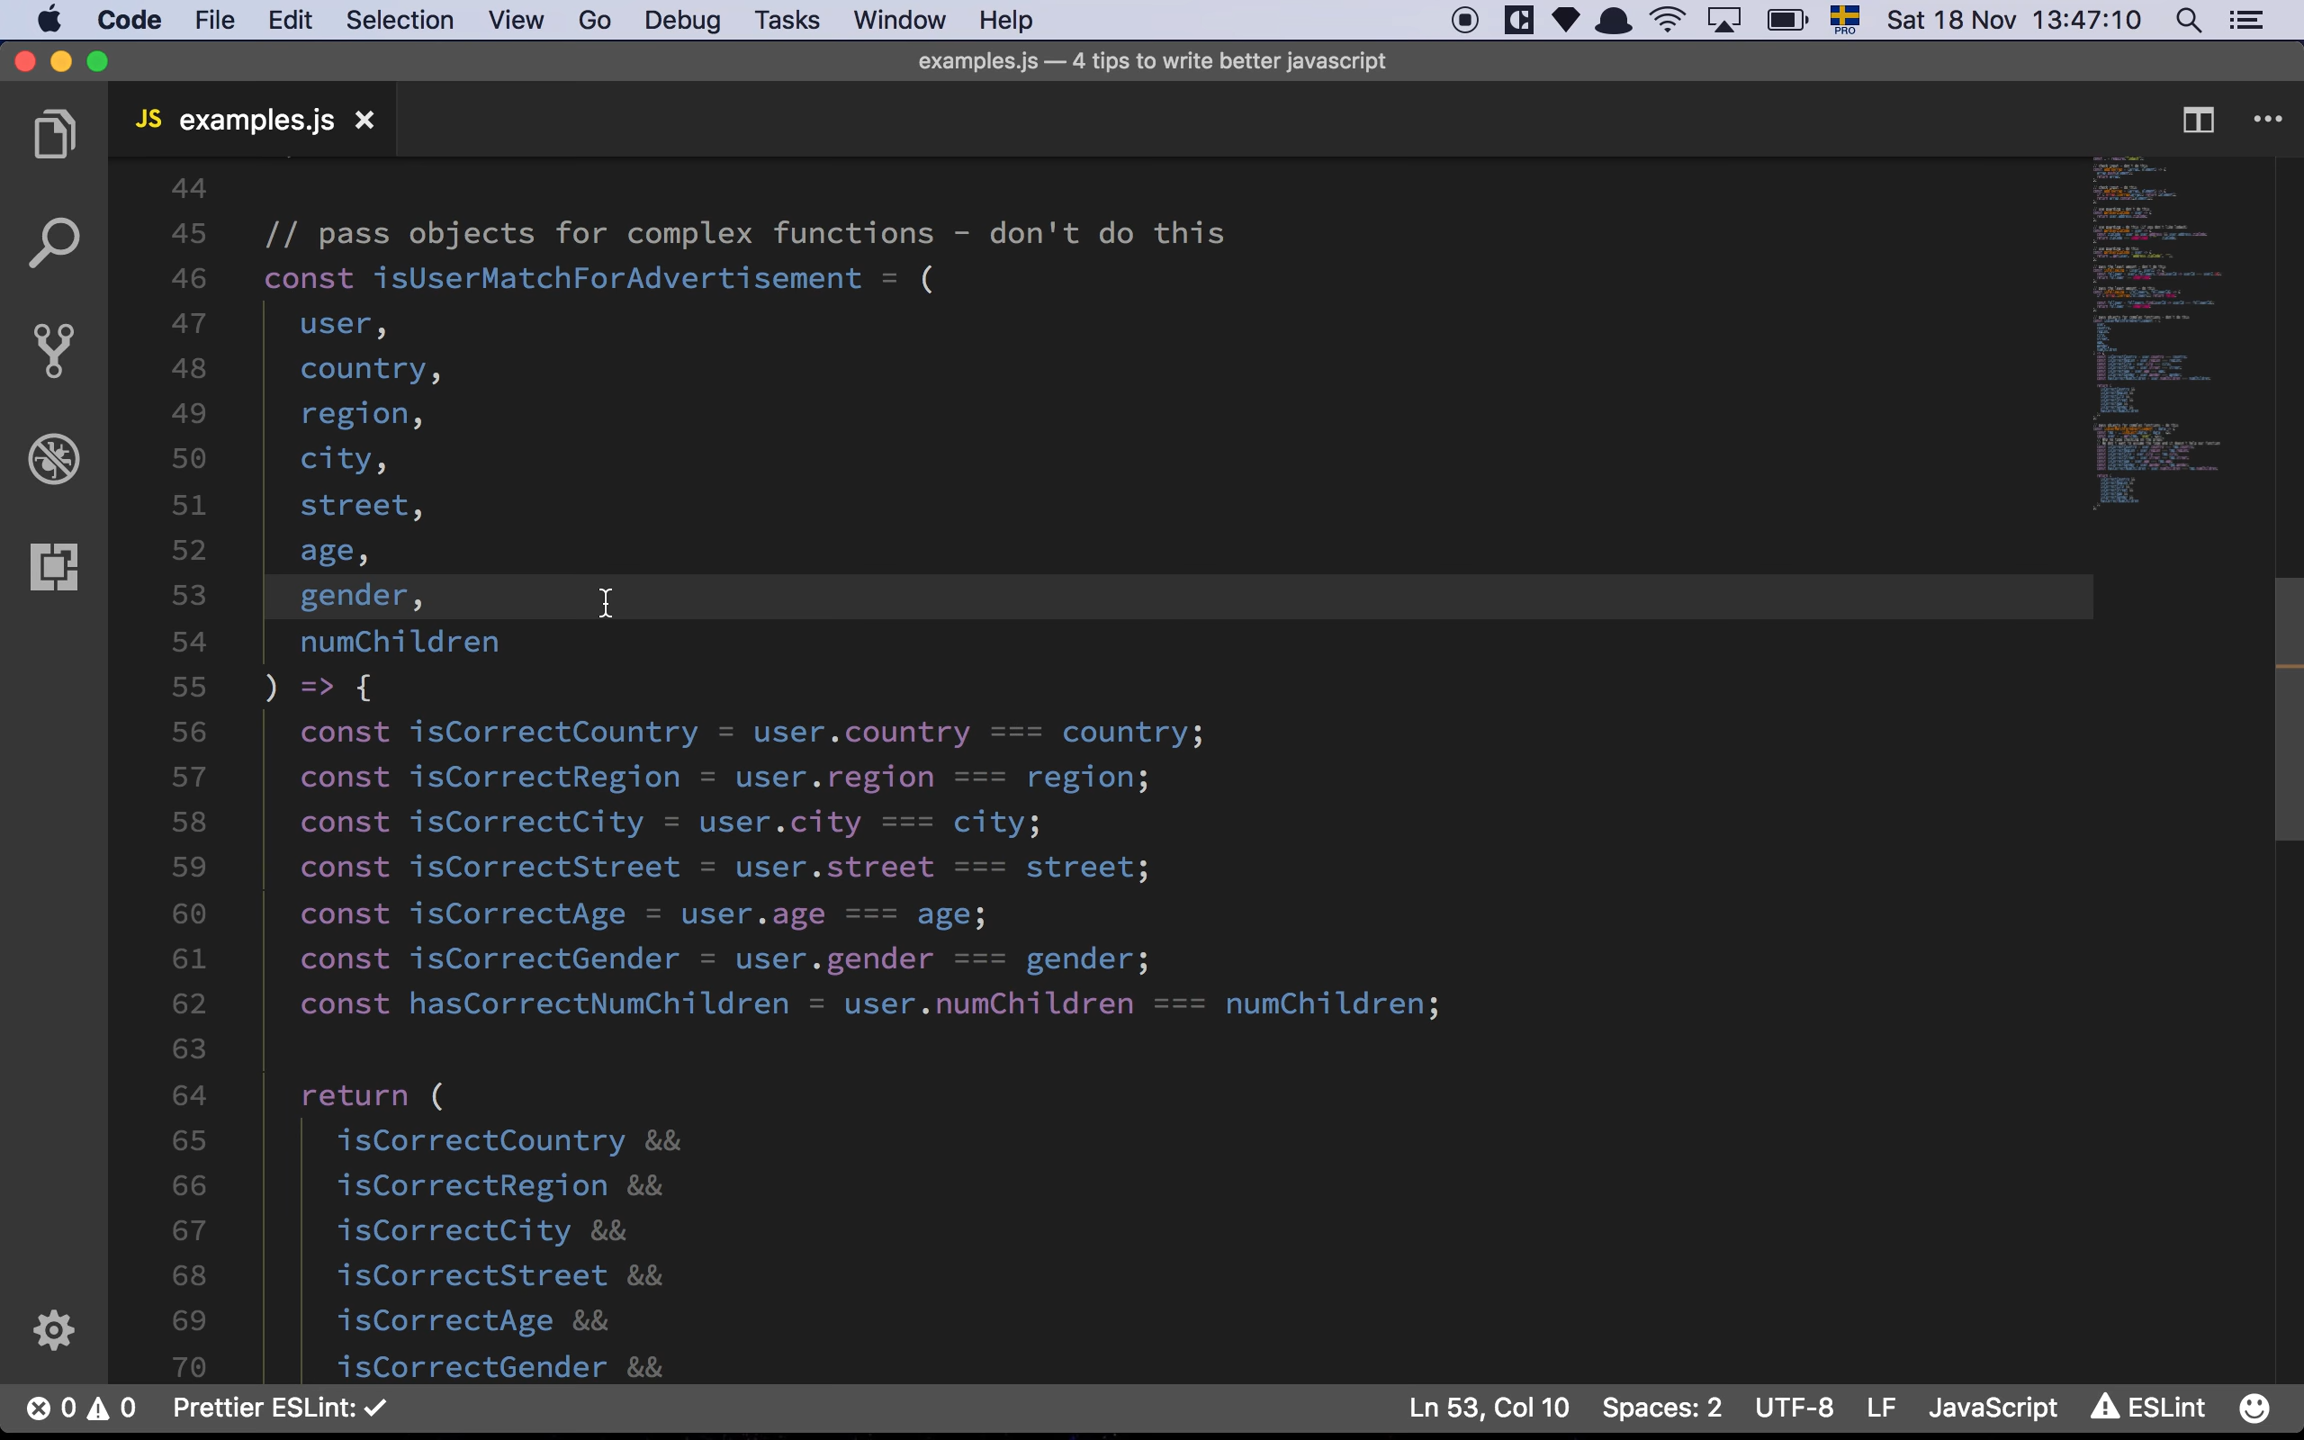 Code File Edit Selection View Go Debug Tasks Window Help PRO Sat 18 Nov 13:47:10
examples.js — 4 tips to write better javascript
JS examples.js
44
45 // pass objects for complex functions - don't do this
46 const isUserMatchForAdvertisement = (
47 user,
48 country,
49 region,
50 city,
51 street,
52 age,
53 gender,
54 numChildren
55 ) => {
56 const isCorrectCountry = user.country === country;
57 const isCorrectRegion = user.region === region;
58 const isCorrectCity = user.city === city;
59 const isCorrectStreet = user.street === street;
60 const isCorrectAge = user.age === age;
61 const isCorrectGender = user.gender === gender;
62 const hasCorrectNumChildren = user.numChildren === numChildren;
63
64 return (
65 isCorrectCountry &&
66 isCorrectRegion &&
67 isCorrectCity &&
68 isCorrectStreet &&
69 isCorrectAge &&
70 isCorrectGender &&
0 0 Prettier ESLint: ✓ Ln 53, Col 10 Spaces: 2 UTF-8 LF JavaScript ESLint